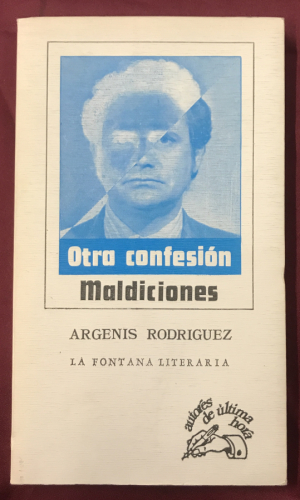 Otra confesión
Maldiciones
ARGENIS RODRIGUEZ
LA FONTANA LITERARIA
autores
de última
hora